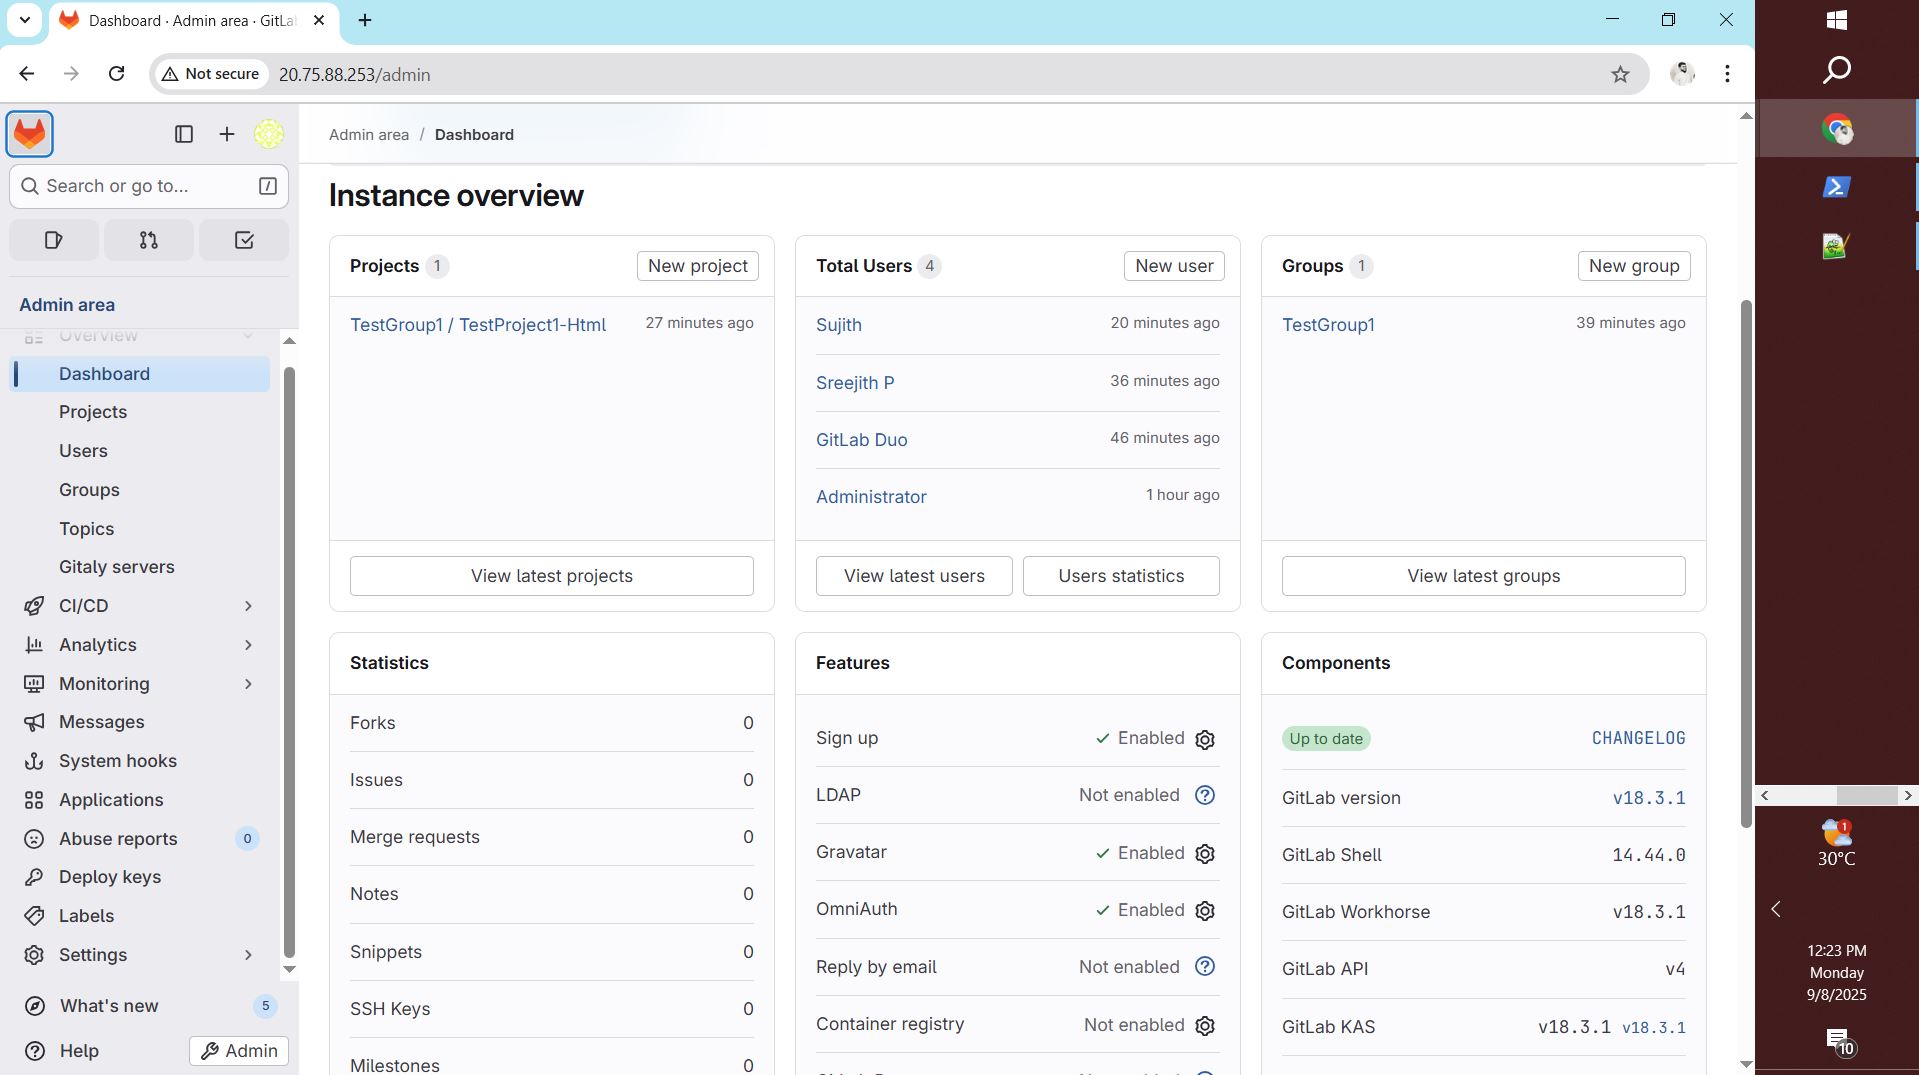 Dashboard · Admin area · GitLa
Not secure
20.75.88.253/admin
Search or go to...
/
Admin area
Overview
Dashboard
Projects
Users
Groups
Topics
Gitaly servers
CI/CD
Analytics
Monitoring
Messages
System hooks
Applications
Abuse reports 0
Deploy keys
Labels
Settings
What's new 5
Help
Admin
Admin area / Dashboard
Instance overview
Projects 1
New project
TestGroup1 / TestProject1-Html
27 minutes ago
View latest projects
Total Users 4
New user
Sujith
20 minutes ago
Sreejith P
36 minutes ago
GitLab Duo
46 minutes ago
Administrator
1 hour ago
View latest users
Users statistics
Groups 1
New group
TestGroup1
39 minutes ago
View latest groups
Statistics
Forks 0
Issues 0
Merge requests 0
Notes 0
Snippets 0
SSH Keys 0
Milestones 0
Features
Sign up Enabled
LDAP Not enabled
Gravatar Enabled
OmniAuth Enabled
Reply by email Not enabled
Container registry Not enabled
Components
Up to date
CHANGELOG
GitLab version v18.3.1
GitLab Shell 14.44.0
GitLab Workhorse v18.3.1
GitLab API v4
GitLab KAS v18.3.1 v18.3.1
1
30°C
12:23 PM
Monday
9/8/2025
10